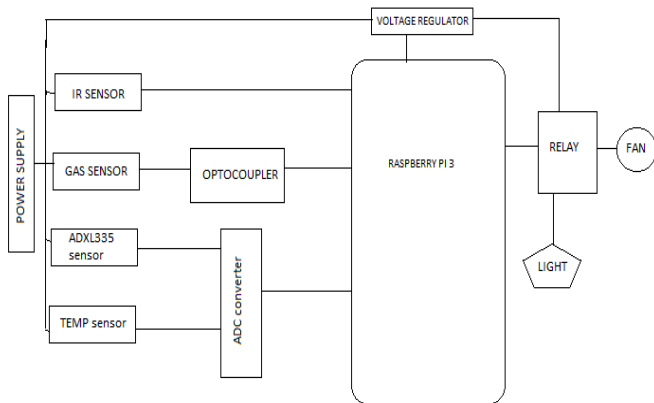 VOLTAGE REGULATOR
POWER SUPPLY
IR SENSOR
GAS SENSOR
OPTOCOUPLER
ADXL335
sensor
TEMP sensor
ADC converter
RASPBERRY PI 3
RELAY
FAN
LIGHT